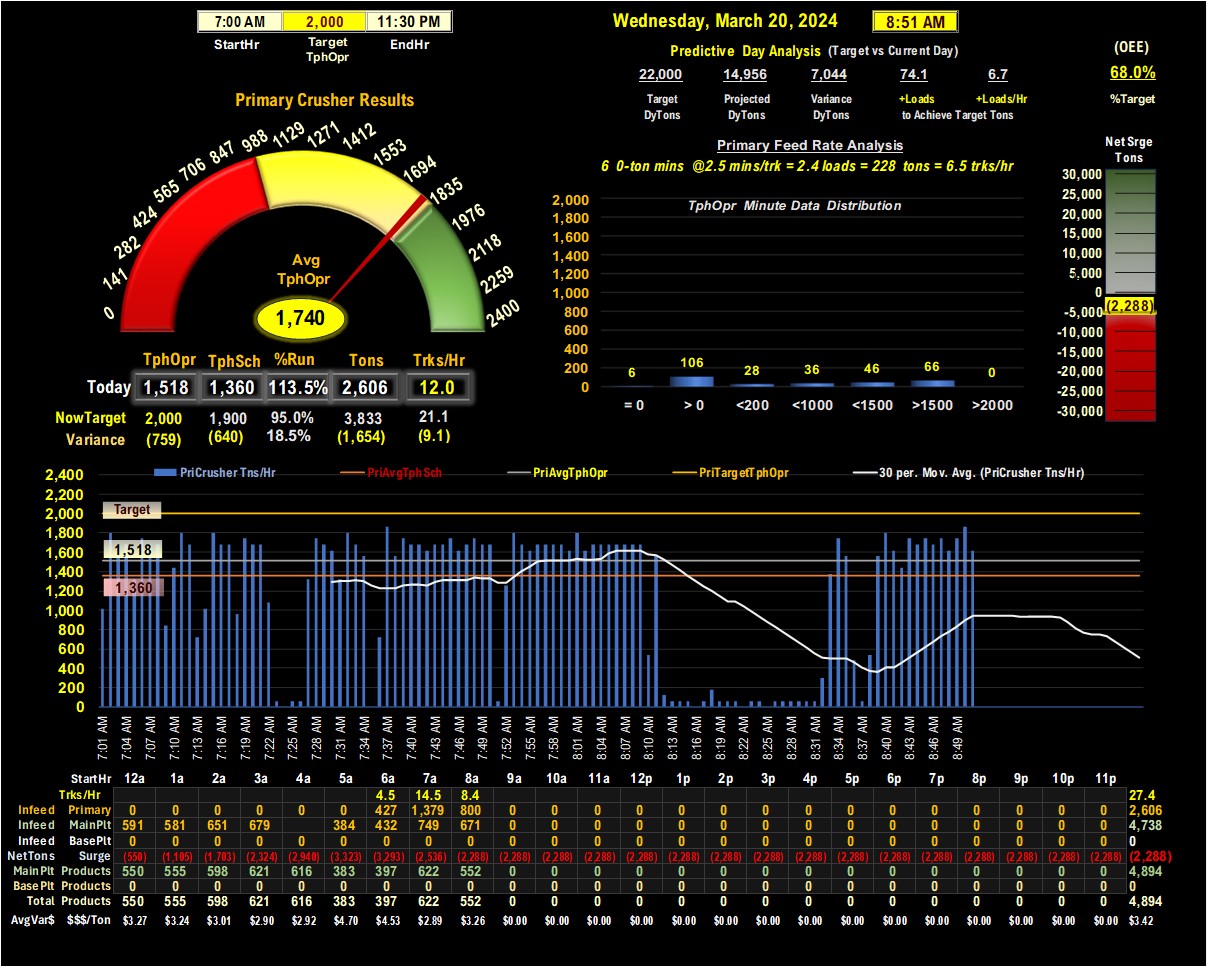 7:00 AM 2,000 11:30 PM
StartHr Target TphOpr EndHr
Wednesday, March 20, 2024 8:51 AM
Predictive Day Analysis (Target vs Current Day)
22,000 14,956 7,044 74.1 6.7
Target Projected Variance +Loads +Loads/Hr
DyTons DyTons DyTons to Achieve Target Tons
(OEE)
68.0%
%Target
Primary Crusher Results
0 141 282 424 565 706 847 988 1129 1271 1412 1553 1694 1835 1976 2118 2259 2400
Avg
TphOpr
1,740
Primary Feed Rate Analysis
6 0-ton mins @2.5 mins/trk = 2.4 loads = 228 tons = 6.5 trks/hr
TphOpr Minute Data Distribution
2,000
1,800
1,600
1,400
1,200
1,000
800
600
400
200
0
6 106 28 36 46 66 0
= 0 > 0 <200 <1000 <1500 >1500 >2000
Net Srge
Tons
30,000
25,000
20,000
15,000
10,000
5,000
0
(2,288)
-5,000
-10,000
-15,000
-20,000
-25,000
-30,000
TphOpr TphSch %Run Tons Trks/Hr
Today 1,518 1,360 113.5% 2,606 12.0
NowTarget 2,000 1,900 95.0% 3,833 21.1
Variance (759) (640) 18.5% (1,654) (9.1)
PriCrusher Tns/Hr PriAvgTphSch PriAvgTphOpr PriTargetTphOpr 30 per. Mov. Avg. (PriCrusher Tns/Hr)
2,400
2,200
2,000
1,800
1,600
1,400
1,200
1,000
800
600
400
200
0
Target
1,518
1,360
7:01 AM 7:04 AM 7:07 AM 7:10 AM 7:13 AM 7:16 AM 7:19 AM 7:22 AM 7:25 AM 7:28 AM 7:31 AM 7:34 AM 7:37 AM 7:40 AM 7:43 AM 7:46 AM 7:49 AM 7:52 AM 7:55 AM 7:58 AM 8:01 AM 8:04 AM 8:07 AM 8:10 AM 8:13 AM 8:16 AM 8:19 AM 8:22 AM 8:25 AM 8:28 AM 8:31 AM 8:34 AM 8:37 AM 8:40 AM 8:43 AM 8:46 AM 8:49 AM
StartHr 12a 1a 2a 3a 4a 5a 6a 7a 8a 9a 10a 11a 12p 1p 2p 3p 4p 5p 6p 7p 8p 9p 10p 11p
Trks/Hr 4.5 14.5 8.4 27.4
Infeed Primary 0 0 0 0 0 0 427 1,379 800 0 0 0 0 0 0 0 0 0 0 0 0 0 0 0 2,606
Infeed MainPlt 591 581 651 679 384 432 749 671 0 0 0 0 0 0 0 0 0 0 0 0 0 0 0 4,738
Infeed BasePlt 0 0 0 0 0 0 0 0 0 0 0 0 0 0 0 0 0 0 0 0 0 0 0 0
NetTons Surge (550) (1,105) (1,703) (2,324) (2,940) (3,323) (3,293) (2,536) (2,288) (2,288) (2,288) (2,288) (2,288) (2,288) (2,288) (2,288) (2,288) (2,288) (2,288) (2,288) (2,288) (2,288) (2,288) (2,288) (2,288)
MainPlt Products 550 555 598 621 616 383 397 622 552 0 0 0 0 0 0 0 0 0 0 0 0 0 0 0 4,894
BasePlt Products 0 0 0 0 0 0 0 0 0 0 0 0 0 0 0 0 0 0 0 0 0 0 0 0 0
Total Products 550 555 598 621 616 383 397 622 552 0 0 0 0 0 0 0 0 0 0 0 0 0 0 0 4,894
AvgVar$ $$$/Ton $3.27 $3.24 $3.01 $2.90 $2.92 $4.70 $4.53 $2.89 $3.26 $0.00 $0.00 $0.00 $0.00 $0.00 $0.00 $0.00 $0.00 $0.00 $0.00 $0.00 $0.00 $0.00 $0.00 $0.00 $3.42